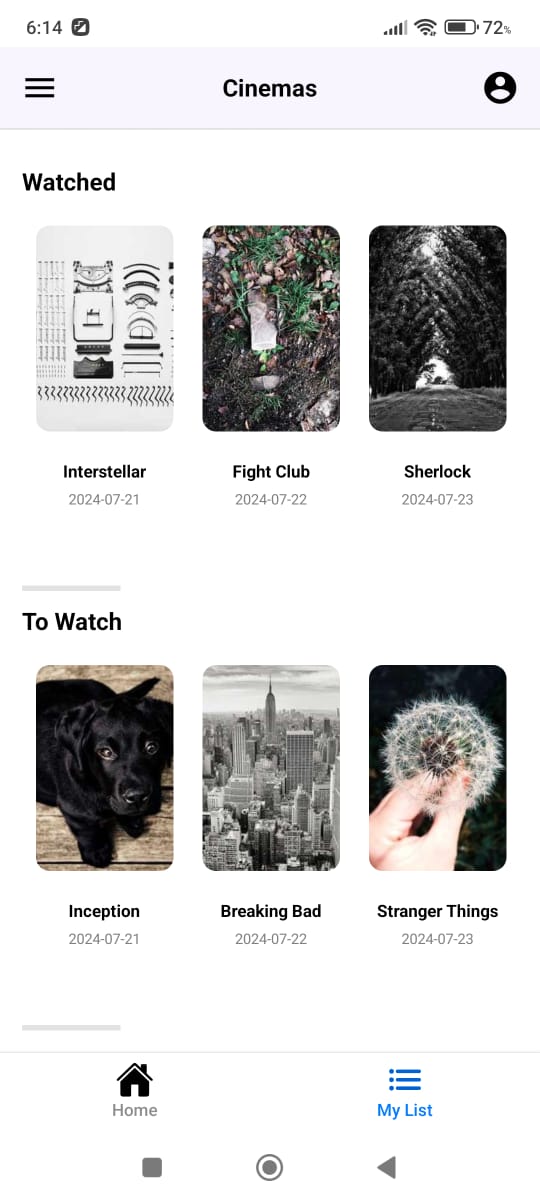 6:14 72%
Cinemas
Watched
Interstellar Fight Club Sherlock
2024-07-21 2024-07-22 2024-07-23
To Watch
Inception Breaking Bad Stranger Things
2024-07-21 2024-07-22 2024-07-23
Home My List